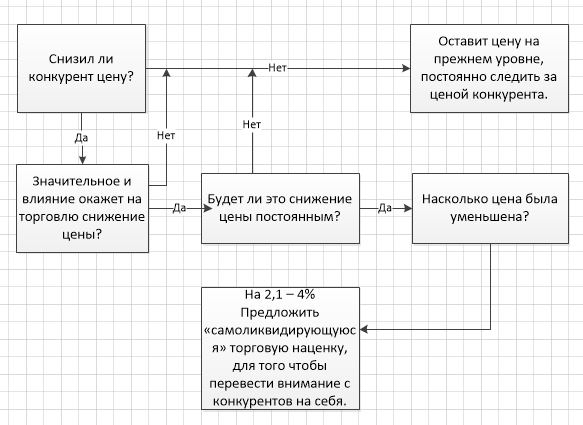 Снизил ли
конкурент цену?
Нет
Оставит цену на
прежнем уровне,
постоянно следить за
ценой конкурента.
Да
Нет
Нет
Значительное и
влияние окажет на
торговлю снижение
цены?
Да
Будет ли это снижение
цены постоянным?
Да
Насколько цена была
уменьшена?
На 2,1 – 4%
Предложить
«самоликвидирующуюс
я» торговую наценку,
для того чтобы
перевести внимание с
конкурентов на себя.